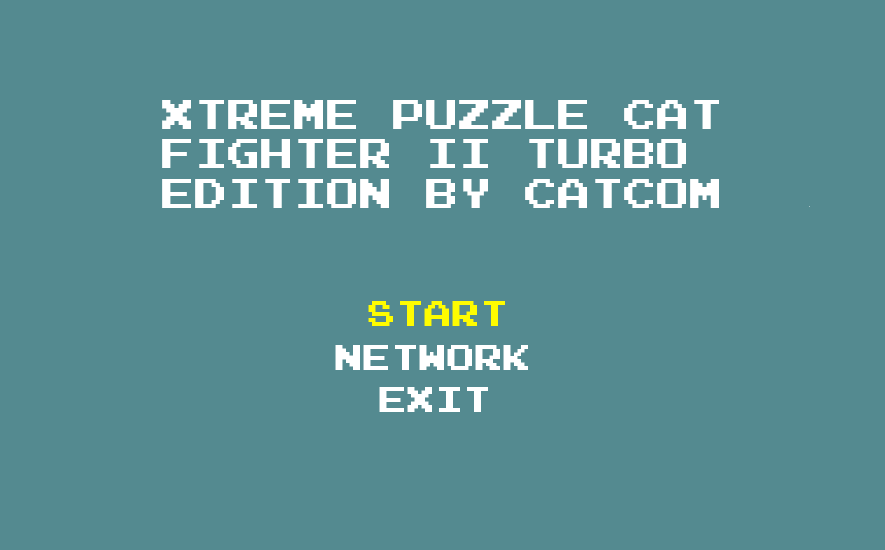 XTREME PUZZLE CAT
FIGHTER II TURBO
EDITION BY CATCOM
START
NETWORK
EXIT